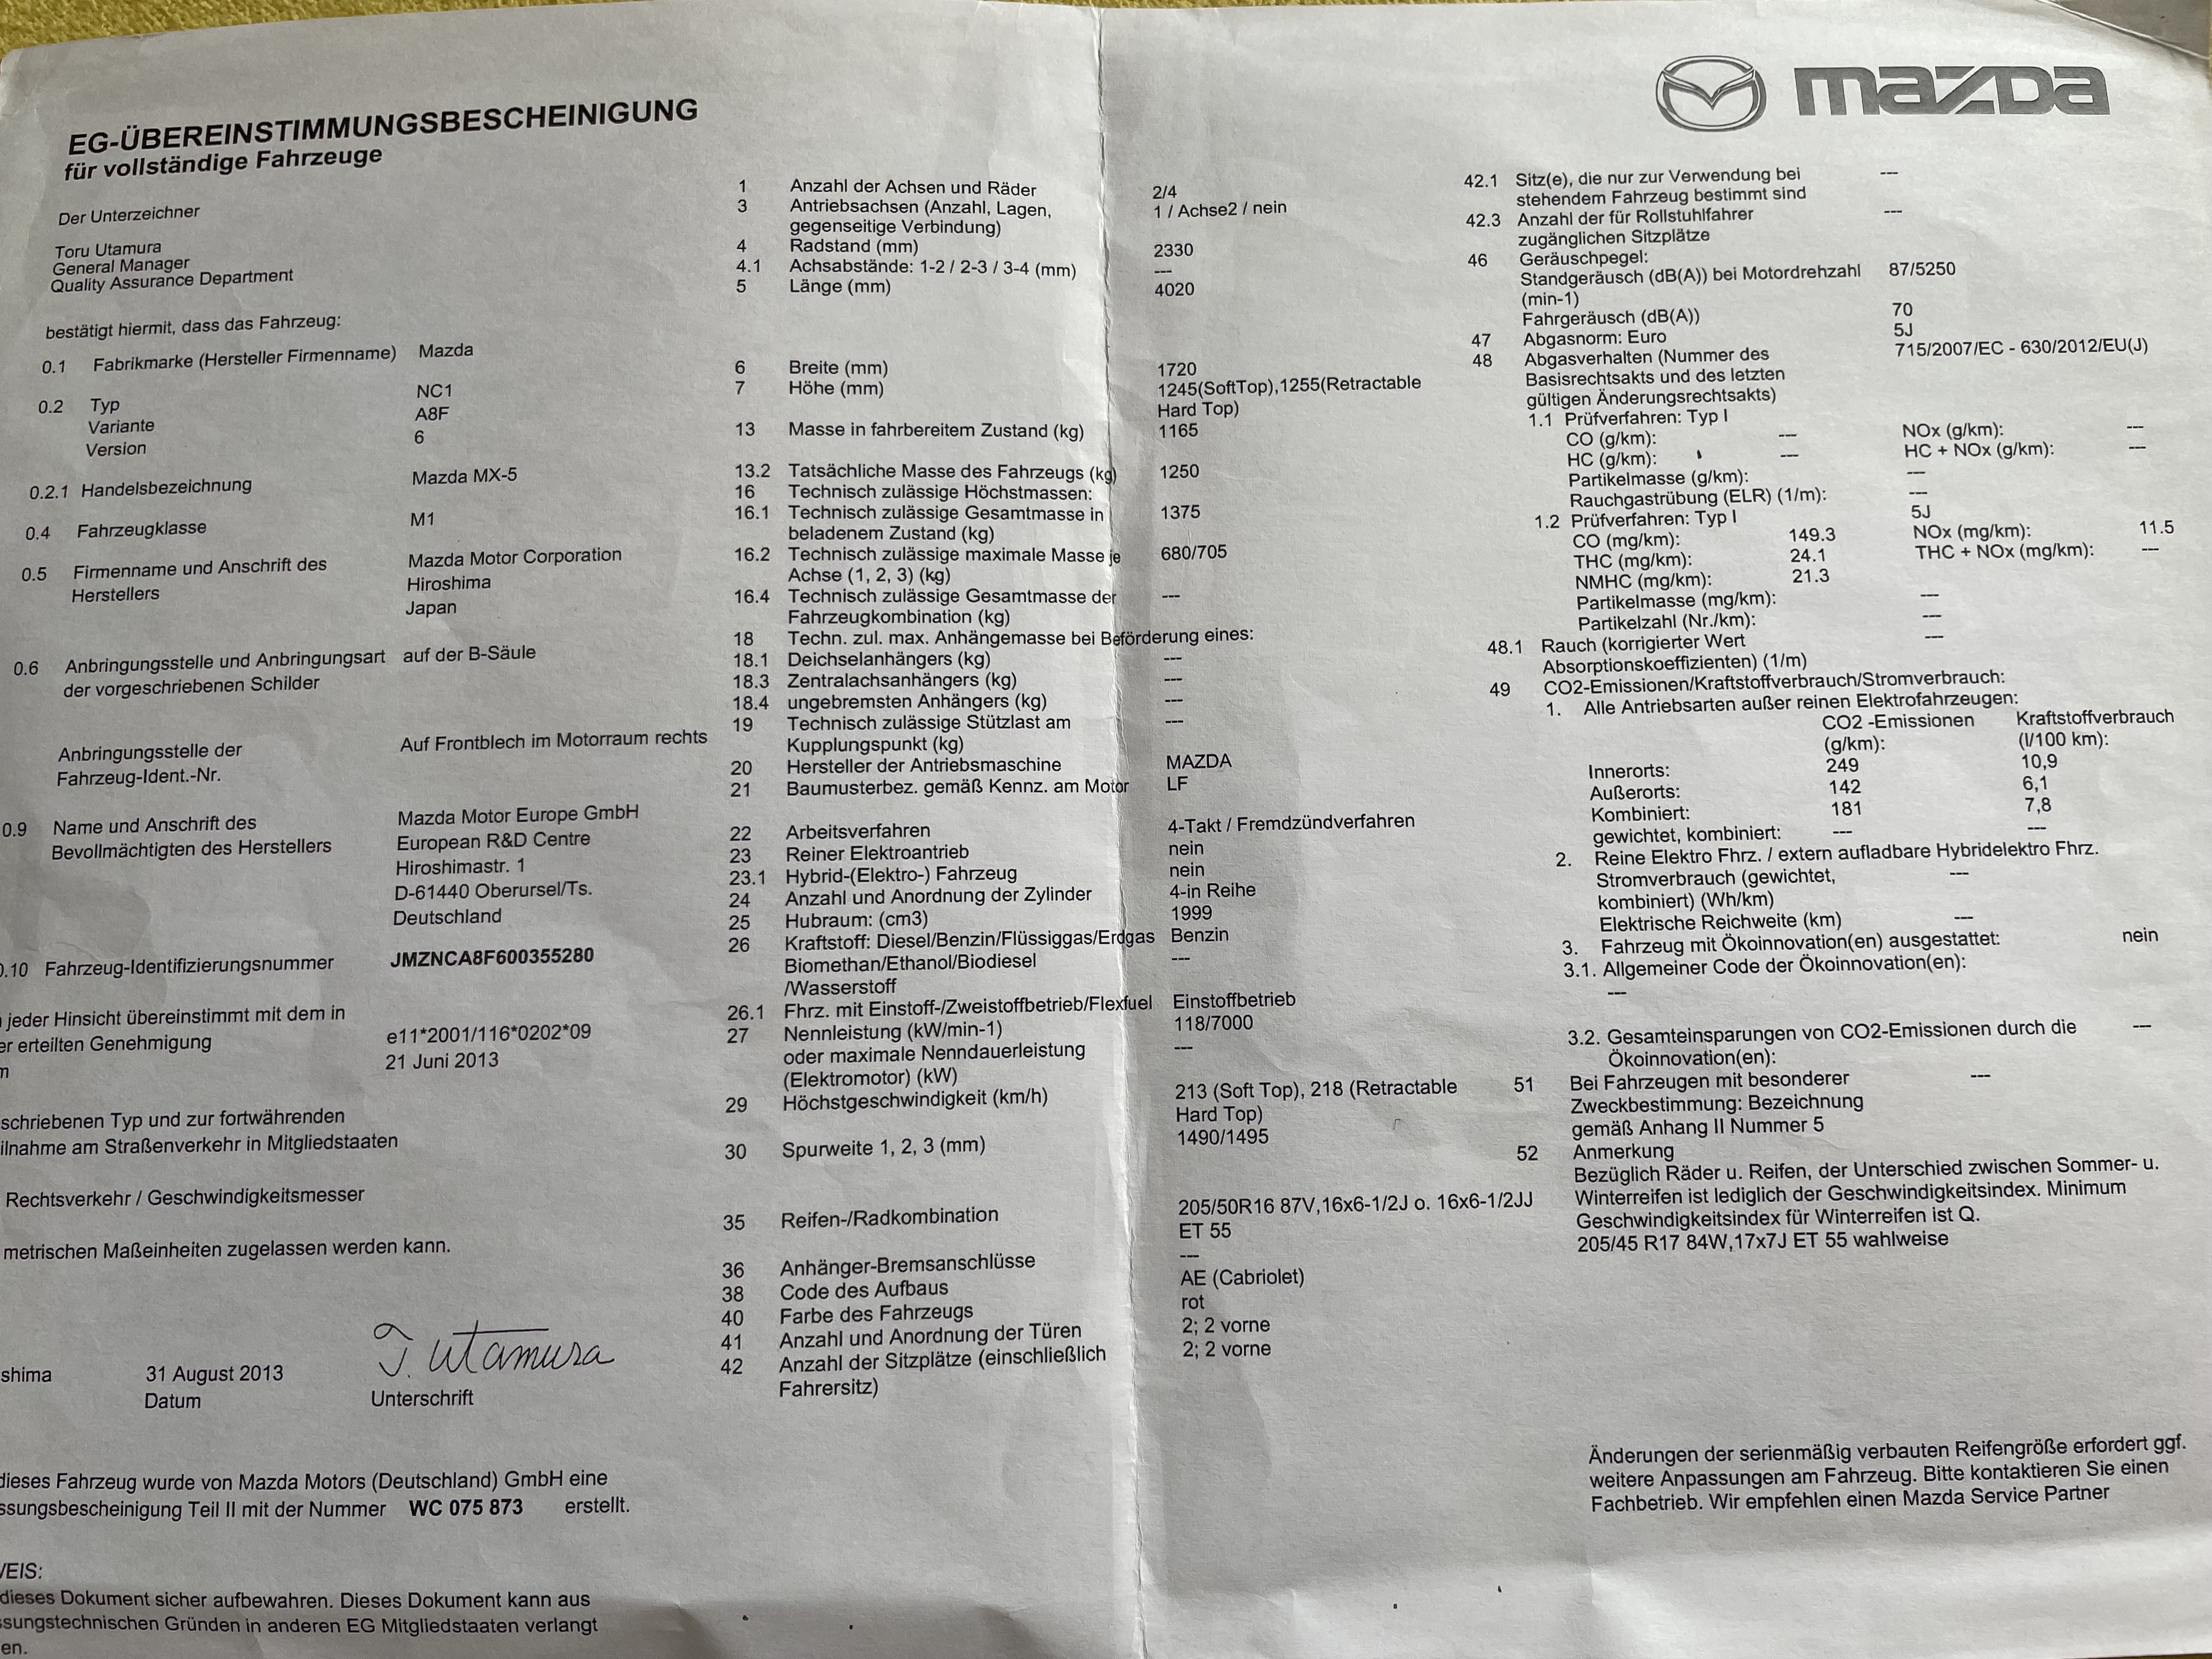 EG-ÜBEREINSTIMMUNGSBESCHEINIGUNG
für vollständige Fahrzeuge
Der Unterzeichner
Toru Utamura
General Manager
Quality Assurance Department
bestätigt hiermit, dass das Fahrzeug:
0.1 Fabrikmarke (Hersteller Firmenname) Mazda
0.2 Typ NC1
Variante A8F
Version 6
0.2.1 Handelsbezeichnung Mazda MX-5
0.4 Fahrzeugklasse M1
0.5 Firmenname und Anschrift des Mazda Motor Corporation
Herstellers Hiroshima
Japan
0.6 Anbringungsstelle und Anbringungsart auf der B-Säule
der vorgeschriebenen Schilder
Anbringungsstelle der Auf Frontblech im Motorraum rechts
Fahrzeug-Ident.-Nr.
0.9 Name und Anschrift des Mazda Motor Europe GmbH
Bevollmächtigten des Herstellers European R&D Centre
Hiroshimastr. 1
D-61440 Oberursel/Ts.
Deutschland
0.10 Fahrzeug-Identifizierungsnummer JMZNCA8F600355280
jeder Hinsicht übereinstimmt mit dem in
er erteilten Genehmigung e11*2001/116*0202*09
m 21 Juni 2013
schriebenen Typ und zur fortwährenden
ilnahme am Straßenverkehr in Mitgliedstaaten
Rechtsverkehr / Geschwindigkeitsmesser
metrischen Maßeinheiten zugelassen werden kann.
T. Utamura
shima 31 August 2013
Datum Unterschrift
dieses Fahrzeug wurde von Mazda Motors (Deutschland) GmbH eine
ssungsbescheinigung Teil II mit der Nummer WC 075 873 erstellt.
VEIS:
dieses Dokument sicher aufbewahren. Dieses Dokument kann aus
ssungstechnischen Gründen in anderen EG Mitgliedstaaten verlangt
en.
1 Anzahl der Achsen und Räder 2/4
3 Antriebsachsen (Anzahl, Lagen, 1 / Achse2 / nein
gegenseitige Verbindung)
4 Radstand (mm) 2330
4.1 Achsabstände: 1-2 / 2-3 / 3-4 (mm) ---
5 Länge (mm) 4020
6 Breite (mm) 1720
7 Höhe (mm) 1245(SoftTop),1255(Retractable
Hard Top)
13 Masse in fahrbereitem Zustand (kg) 1165
13.2 Tatsächliche Masse des Fahrzeugs (kg) 1250
16 Technisch zulässige Höchstmassen:
16.1 Technisch zulässige Gesamtmasse in 1375
beladenem Zustand (kg)
16.2 Technisch zulässige maximale Masse je 680/705
Achse (1, 2, 3) (kg)
16.4 Technisch zulässige Gesamtmasse der ---
Fahrzeugkombination (kg)
18 Techn. zul. max. Anhängemasse bei Beförderung eines:
18.1 Deichselanhängers (kg) ---
18.3 Zentralachsanhängers (kg) ---
18.4 ungebremsten Anhängers (kg) ---
19 Technisch zulässige Stützlast am ---
Kupplungspunkt (kg)
20 Hersteller der Antriebsmaschine MAZDA
21 Baumusterbez. gemäß Kennz. am Motor LF
22 Arbeitsverfahren 4-Takt / Fremdzündverfahren
23 Reiner Elektroantrieb nein
23.1 Hybrid-(Elektro-) Fahrzeug nein
24 Anzahl und Anordnung der Zylinder 4-in Reihe
25 Hubraum: (cm3) 1999
26 Kraftstoff: Diesel/Benzin/Flüssiggas/Erdgas Benzin
Biomethan/Ethanol/Biodiesel ---
/Wasserstoff
26.1 Fhrz. mit Einstoff-/Zweistoffbetrieb/Flexfuel Einstoffbetrieb
27 Nennleistung (kW/min-1) 118/7000
oder maximale Nenndauerleistung ---
(Elektromotor) (kW)
29 Höchstgeschwindigkeit (km/h) 213 (Soft Top), 218 (Retractable
Hard Top)
30 Spurweite 1, 2, 3 (mm) 1490/1495
35 Reifen-/Radkombination 205/50R16 87V,16x6-1/2J o. 16x6-1/2JJ
ET 55
36 Anhänger-Bremsanschlüsse ---
38 Code des Aufbaus AE (Cabriolet)
40 Farbe des Fahrzeugs rot
41 Anzahl und Anordnung der Türen 2; 2 vorne
42 Anzahl der Sitzplätze (einschließlich 2; 2 vorne
Fahrersitz)
mazda
42.1 Sitz(e), die nur zur Verwendung bei ---
stehendem Fahrzeug bestimmt sind
42.3 Anzahl der für Rollstuhlfahrer ---
zugänglichen Sitzplätze
46 Geräuschpegel:
Standgeräusch (dB(A)) bei Motordrehzahl 87/5250
(min-1)
Fahrgeräusch (dB(A)) 70
47 Abgasnorm: Euro 5J
48 Abgasverhalten (Nummer des 715/2007/EC - 630/2012/EU(J)
Basisrechtsakts und des letzten
gültigen Änderungsrechtsakts)
1.1 Prüfverfahren: Typ I
CO (g/km): --- NOx (g/km): ---
HC (g/km): --- HC + NOx (g/km): ---
Partikelmasse (g/km): ---
Rauchgastrübung (ELR) (1/m): ---
1.2 Prüfverfahren: Typ I 5J
CO (mg/km): 149.3 NOx (mg/km): 11.5
THC (mg/km): 24.1 THC + NOx (mg/km): ---
NMHC (mg/km): 21.3
Partikelmasse (mg/km): ---
Partikelzahl (Nr./km): ---
48.1 Rauch (korrigierter Wert ---
Absorptionskoeffizienten) (1/m)
49 CO2-Emissionen/Kraftstoffverbrauch/Stromverbrauch:
1. Alle Antriebsarten außer reinen Elektrofahrzeugen:
CO2 -Emissionen Kraftstoffverbrauch
(g/km): (l/100 km):
Innerorts: 249 10,9
Außerorts: 142 6,1
Kombiniert: 181 7,8
gewichtet, kombiniert: --- ---
2. Reine Elektro Fhrz. / extern aufladbare Hybridelektro Fhrz.
Stromverbrauch (gewichtet, ---
kombiniert) (Wh/km)
Elektrische Reichweite (km) ---
3. Fahrzeug mit Ökoinnovation(en) ausgestattet: nein
3.1. Allgemeiner Code der Ökoinnovation(en):
---
3.2. Gesamteinsparungen von CO2-Emissionen durch die ---
Ökoinnovation(en):
51 Bei Fahrzeugen mit besonderer ---
Zweckbestimmung: Bezeichnung
gemäß Anhang II Nummer 5
52 Anmerkung
Bezüglich Räder u. Reifen, der Unterschied zwischen Sommer- u.
Winterreifen ist lediglich der Geschwindigkeitsindex. Minimum
Geschwindigkeitsindex für Winterreifen ist Q.
205/45 R17 84W,17x7J ET 55 wahlweise
Änderungen der serienmäßig verbauten Reifengröße erfordert ggf.
weitere Anpassungen am Fahrzeug. Bitte kontaktieren Sie einen
Fachbetrieb. Wir empfehlen einen Mazda Service Partner